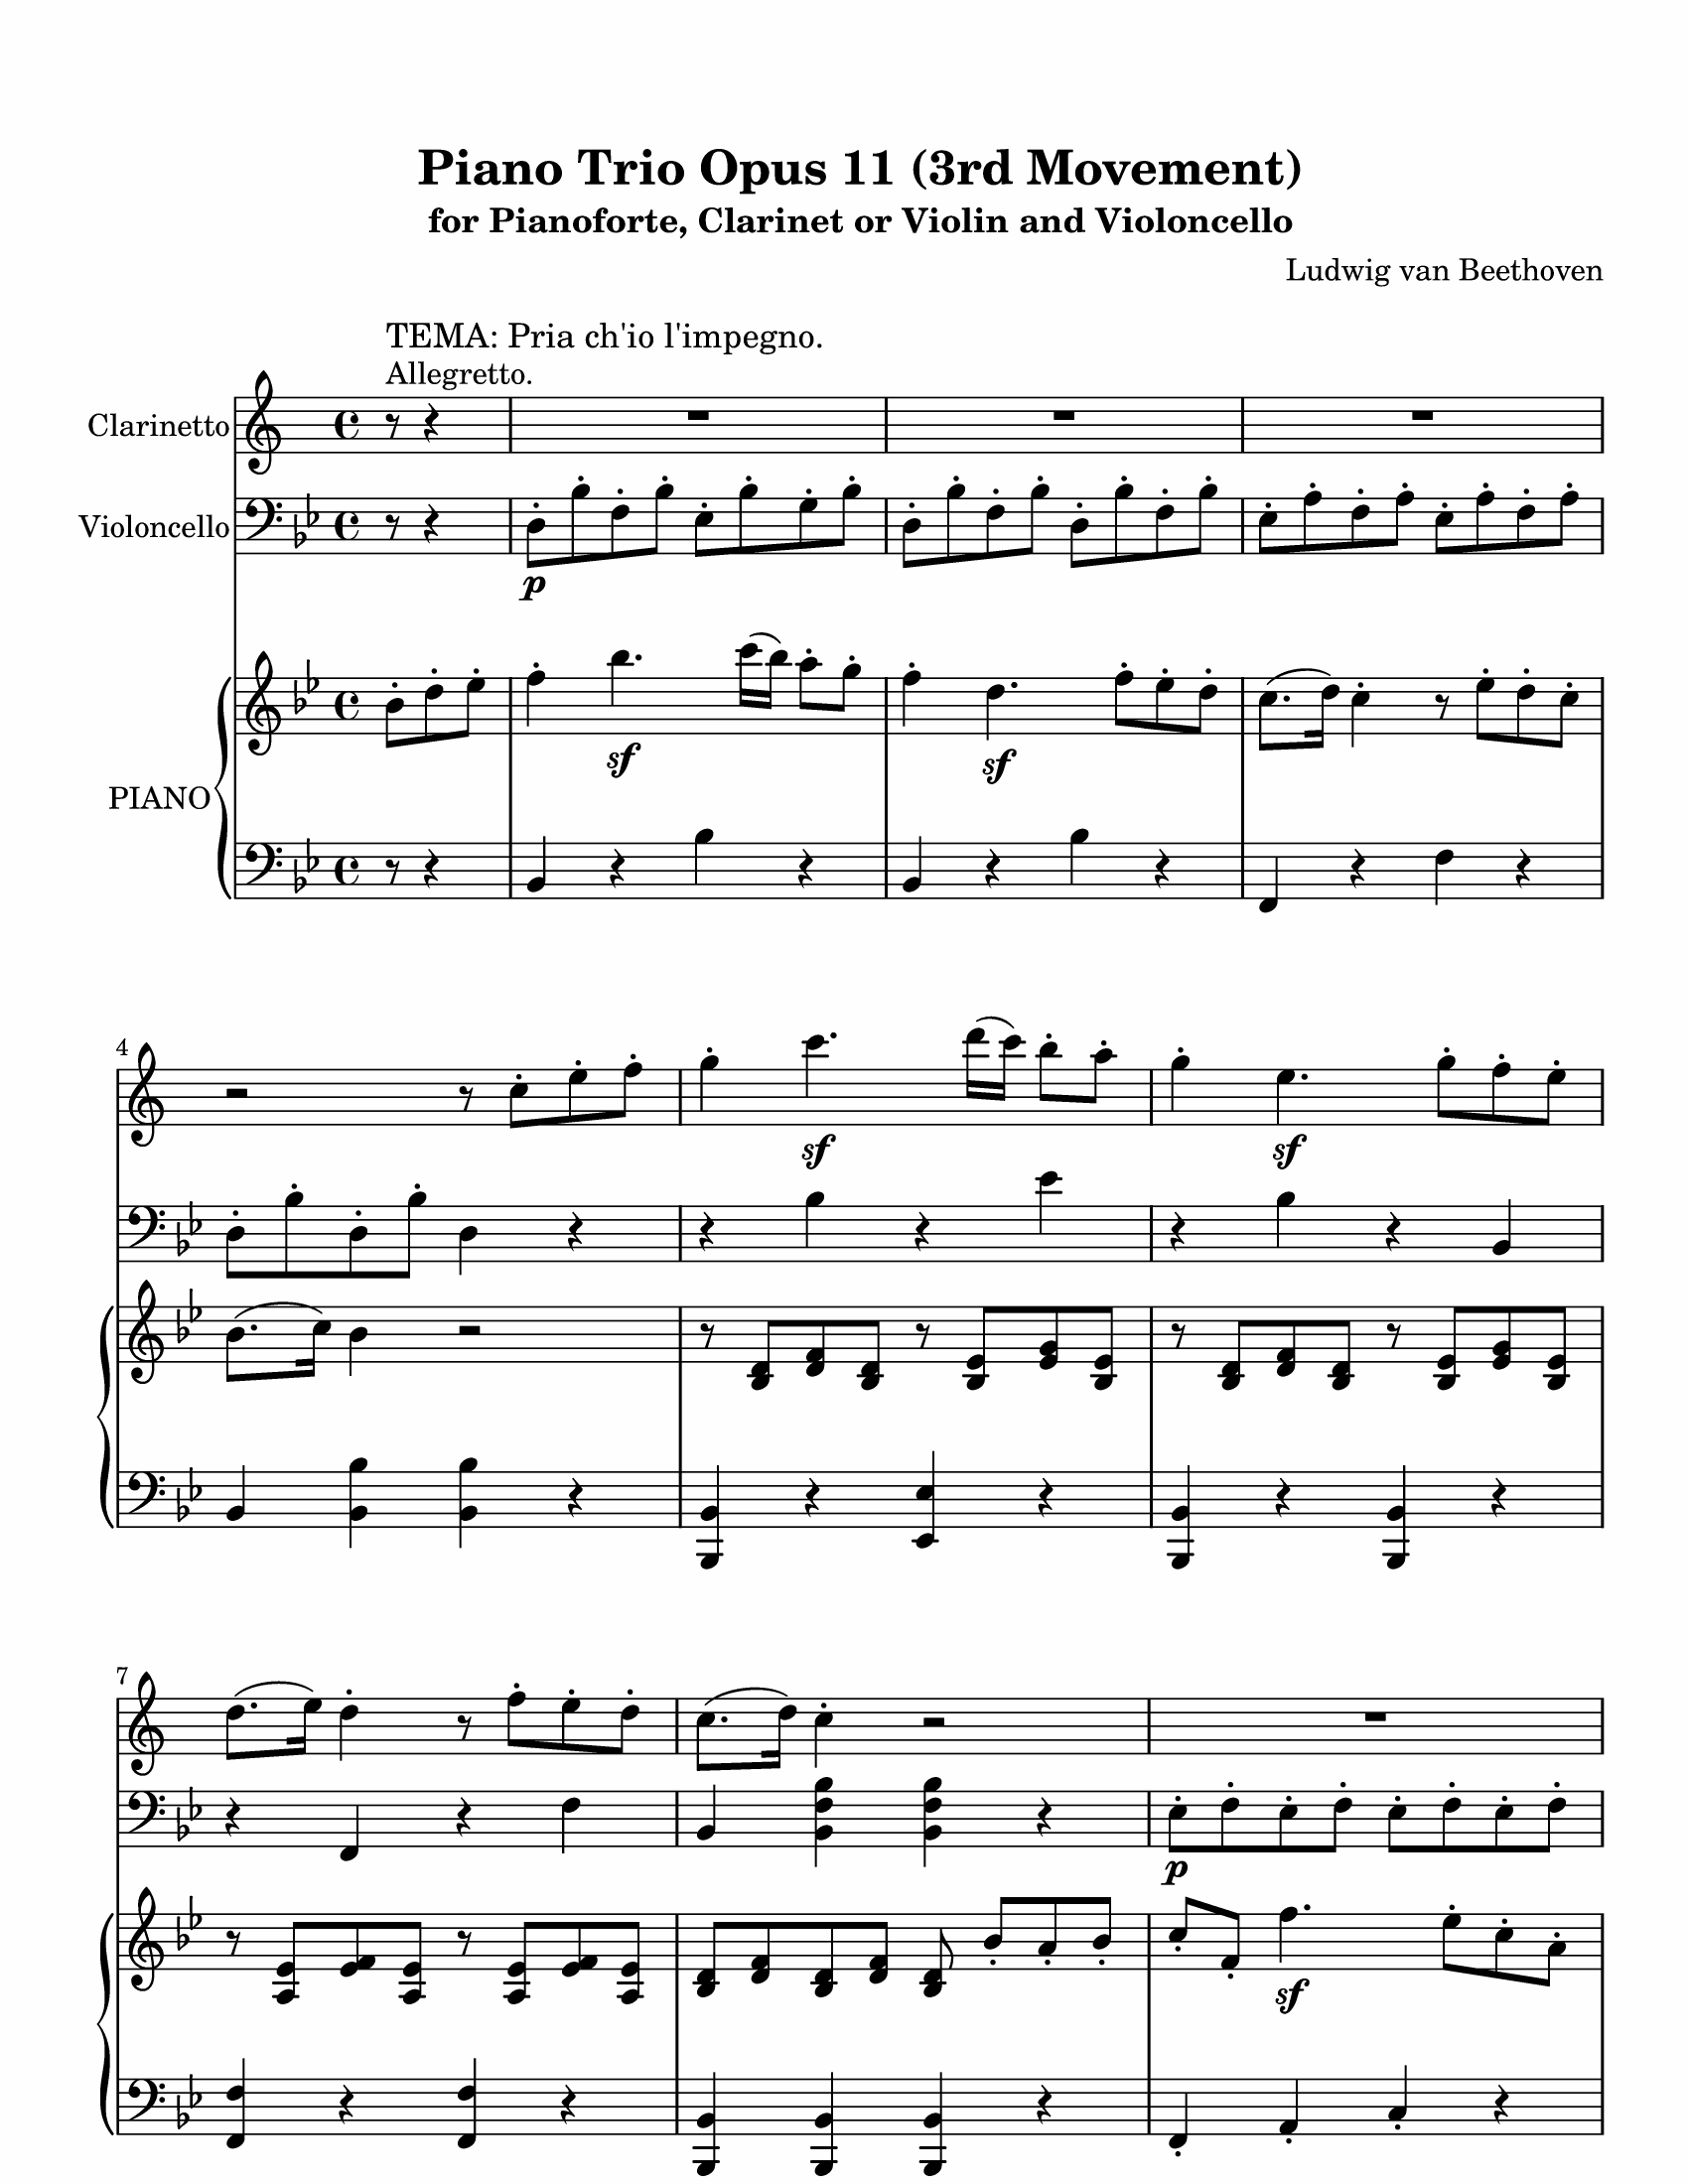 Piano Trio Opus 11 (3rd Movement)
for Pianoforte, Clarinet or Violin and Violoncello
Ludwig van Beethoven
TEMA: Pria ch'io l'impegno.
Allegretto.
Clarinetto
Violoncello
p
sf
sf
PIANO
4
sf
sf
7
p
sf